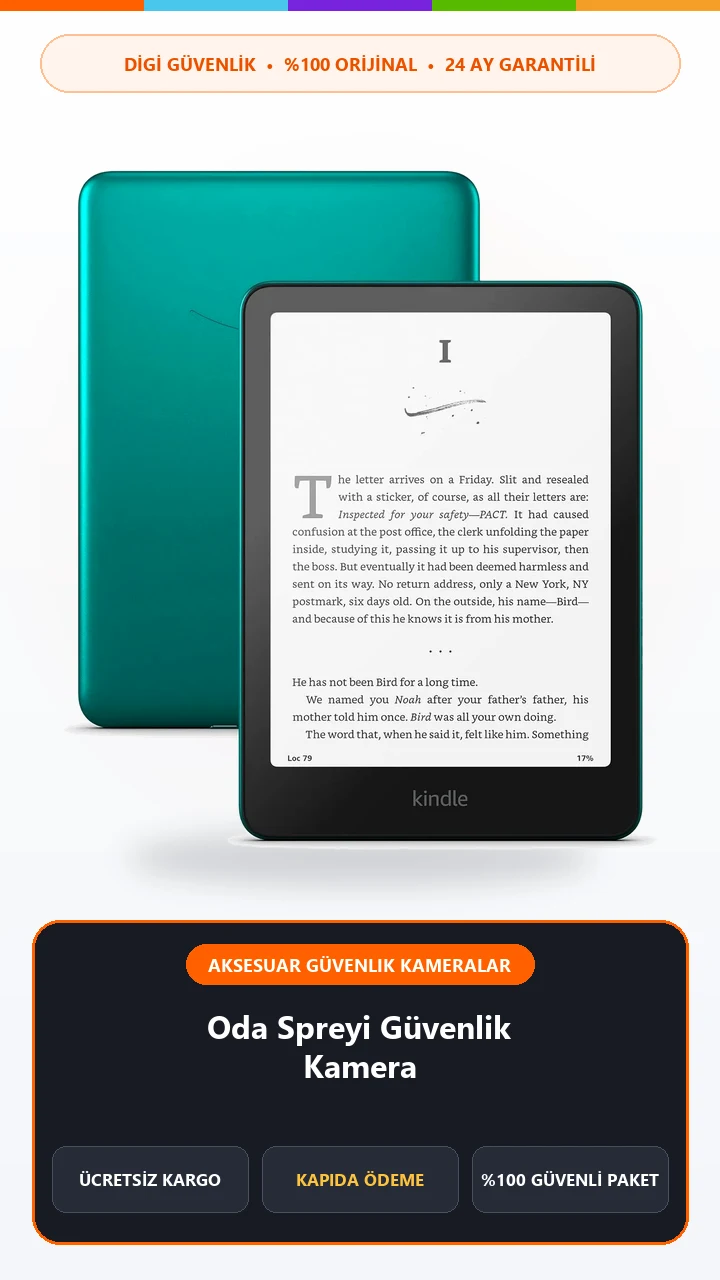 DİGİ GÜVENLİK • %100 ORİJİNAL • 24 AY GARANTİLİ
I
The letter arrives on a Friday. Slit and resealed
with a sticker, of course, as all their letters are:
Inspected for your safety—PACT. It had caused
confusion at the post office, the clerk unfolding the paper
inside, studying it, passing it up to his supervisor, then
the boss. But eventually it had been deemed harmless and
sent on its way. No return address, only a New York, NY
postmark, six days old. On the outside, his name—Bird—
and because of this he knows it is from his mother.
. . .
He has not been Bird for a long time.
We named you Noah after your father's father, his
mother told him once. Bird was all your own doing.
The word that, when he said it, felt like him. Something
Loc 79 17%
kindle
AKSESUAR GÜVENLIK KAMERALAR
Oda Spreyi Güvenlik
Kamera
ÜCRETSİZ KARGO KAPIDA ÖDEME %100 GÜVENLİ PAKET